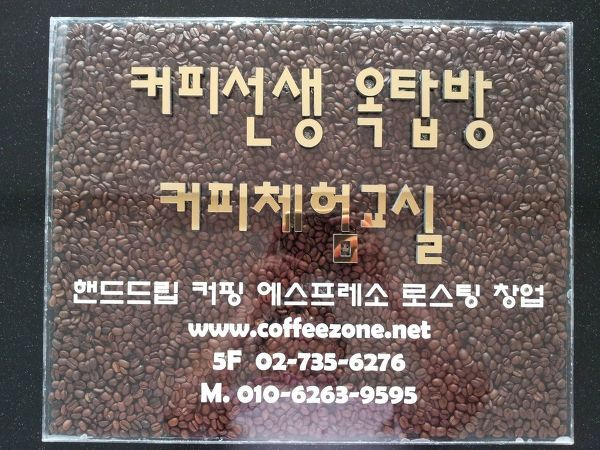 커피선생 옥탑방
커피체험교실
핸드드립 커핑 에스프레소 로스팅 창업
www.coffeezone.net
5F 02-735-6276
M. 010-6263-9595